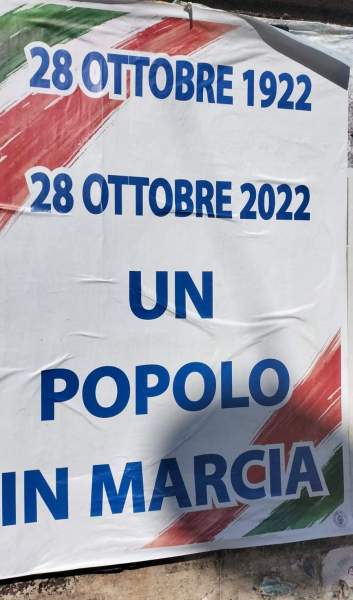 28 OTTOBRE 1922
28 OTTOBRE 2022
UN
POPOLO
IN MARCIA